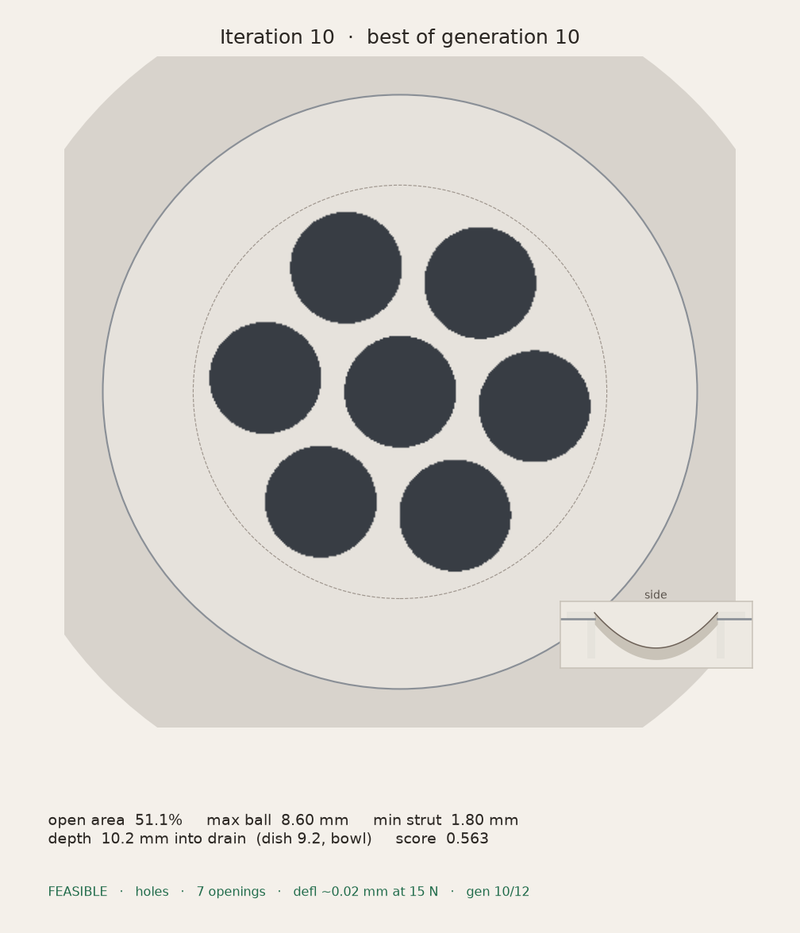 Iteration 10 · best of generation 10
side
open area 51.1% max ball 8.60 mm min strut 1.80 mm
depth 10.2 mm into drain (dish 9.2, bowl) score 0.563
FEASIBLE · holes · 7 openings · defl ~0.02 mm at 15 N · gen 10/12